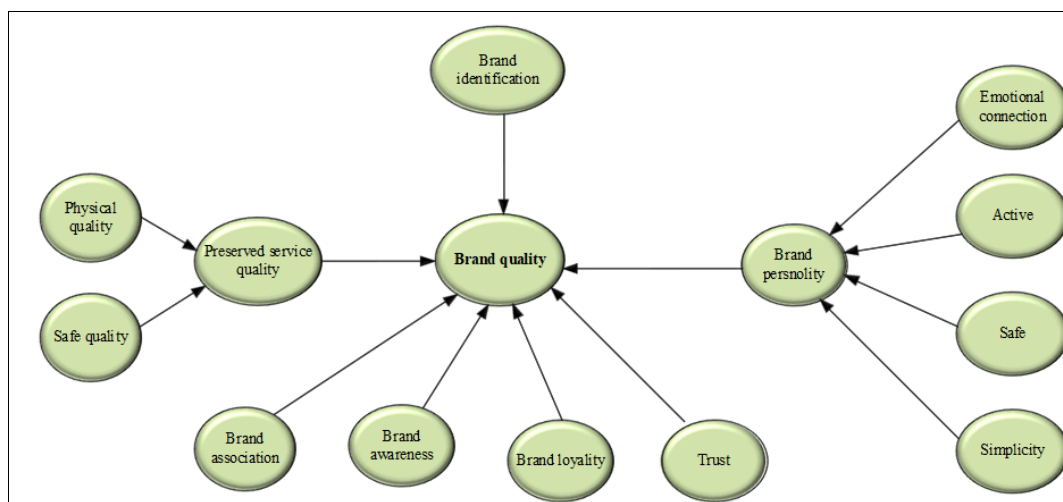 Brand
identification
Emotional
connection
Physical
quality
Active
Preserved service
quality
Brand quality
Brand
persnolity
Safe quality
Safe
Brand
association
Brand
awareness
Brand loyality
Trust
Simplicity